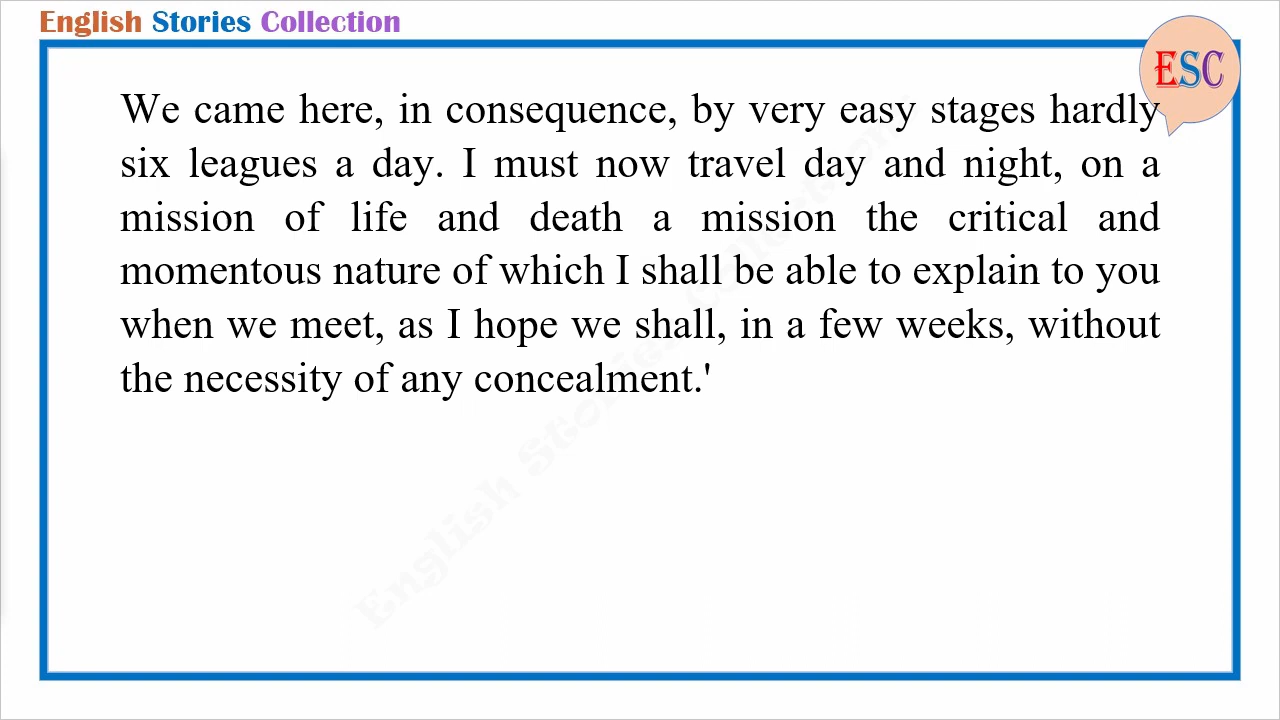 English Stories Collection
ESC
We came here, in consequence, by very easy stages hardly
six leagues a day. I must now travel day and night, on a
mission of life and death a mission the critical and
momentous nature of which I shall be able to explain to you
when we meet, as I hope we shall, in a few weeks, without
the necessity of any concealment.'
English Stories Collections